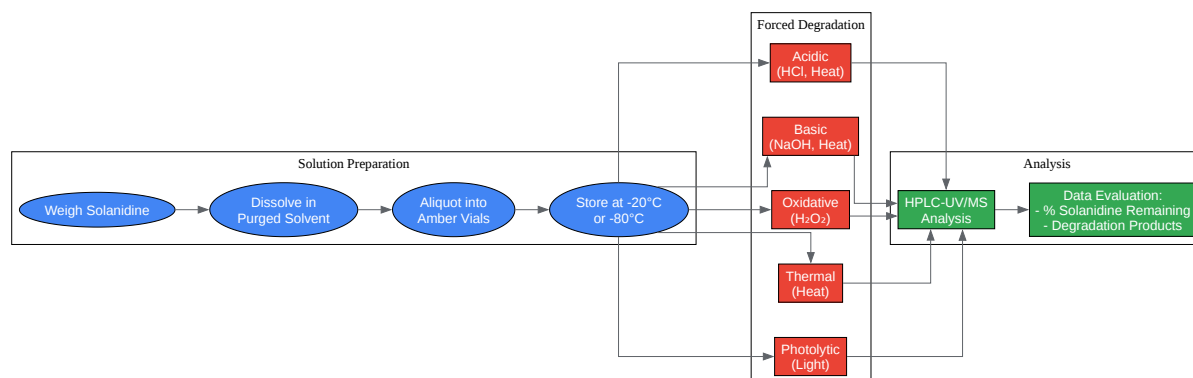 Forced Degradation
Acidic
(HCl, Heat)
Basic
(NaOH, Heat)
Solution Preparation
Analysis
Weigh Solanidine
Dissolve in
Purged Solvent
Aliquot into
Amber Vials
Store at -20°C
or -80°C
Oxidative
(H₂O₂)
HPLC-UV/MS
Analysis
Data Evaluation:
- % Solanidine Remaining
- Degradation Products
Thermal
(Heat)
Photolytic
(Light)